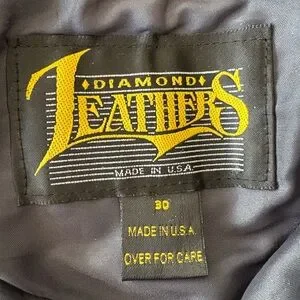 DIAMOND
LEATHERS
MADE IN U.S.A.
30
MADE IN U.S.A
OVER FOR CARE